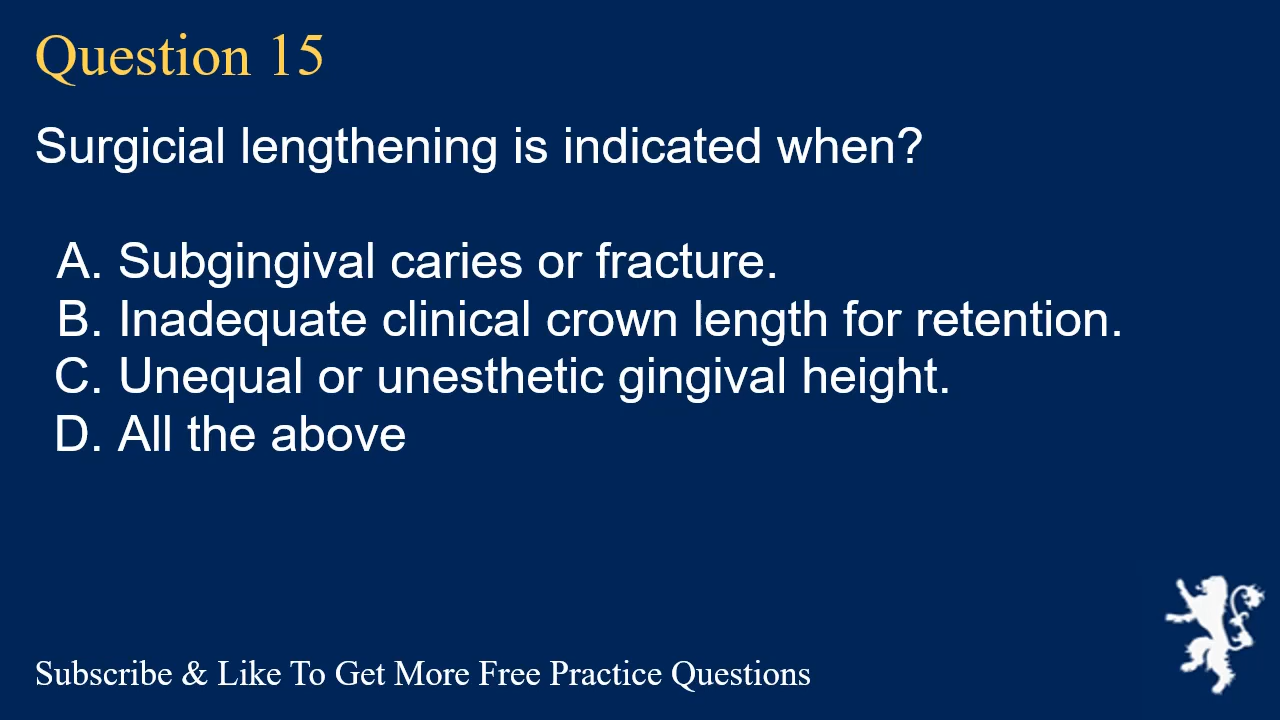 Question 15
Surgicial lengthening is indicated when?
A. Subgingival caries or fracture.
B. Inadequate clinical crown length for retention.
C. Unequal or unesthetic gingival height.
D. All the above
Subscribe & Like To Get More Free Practice Questions